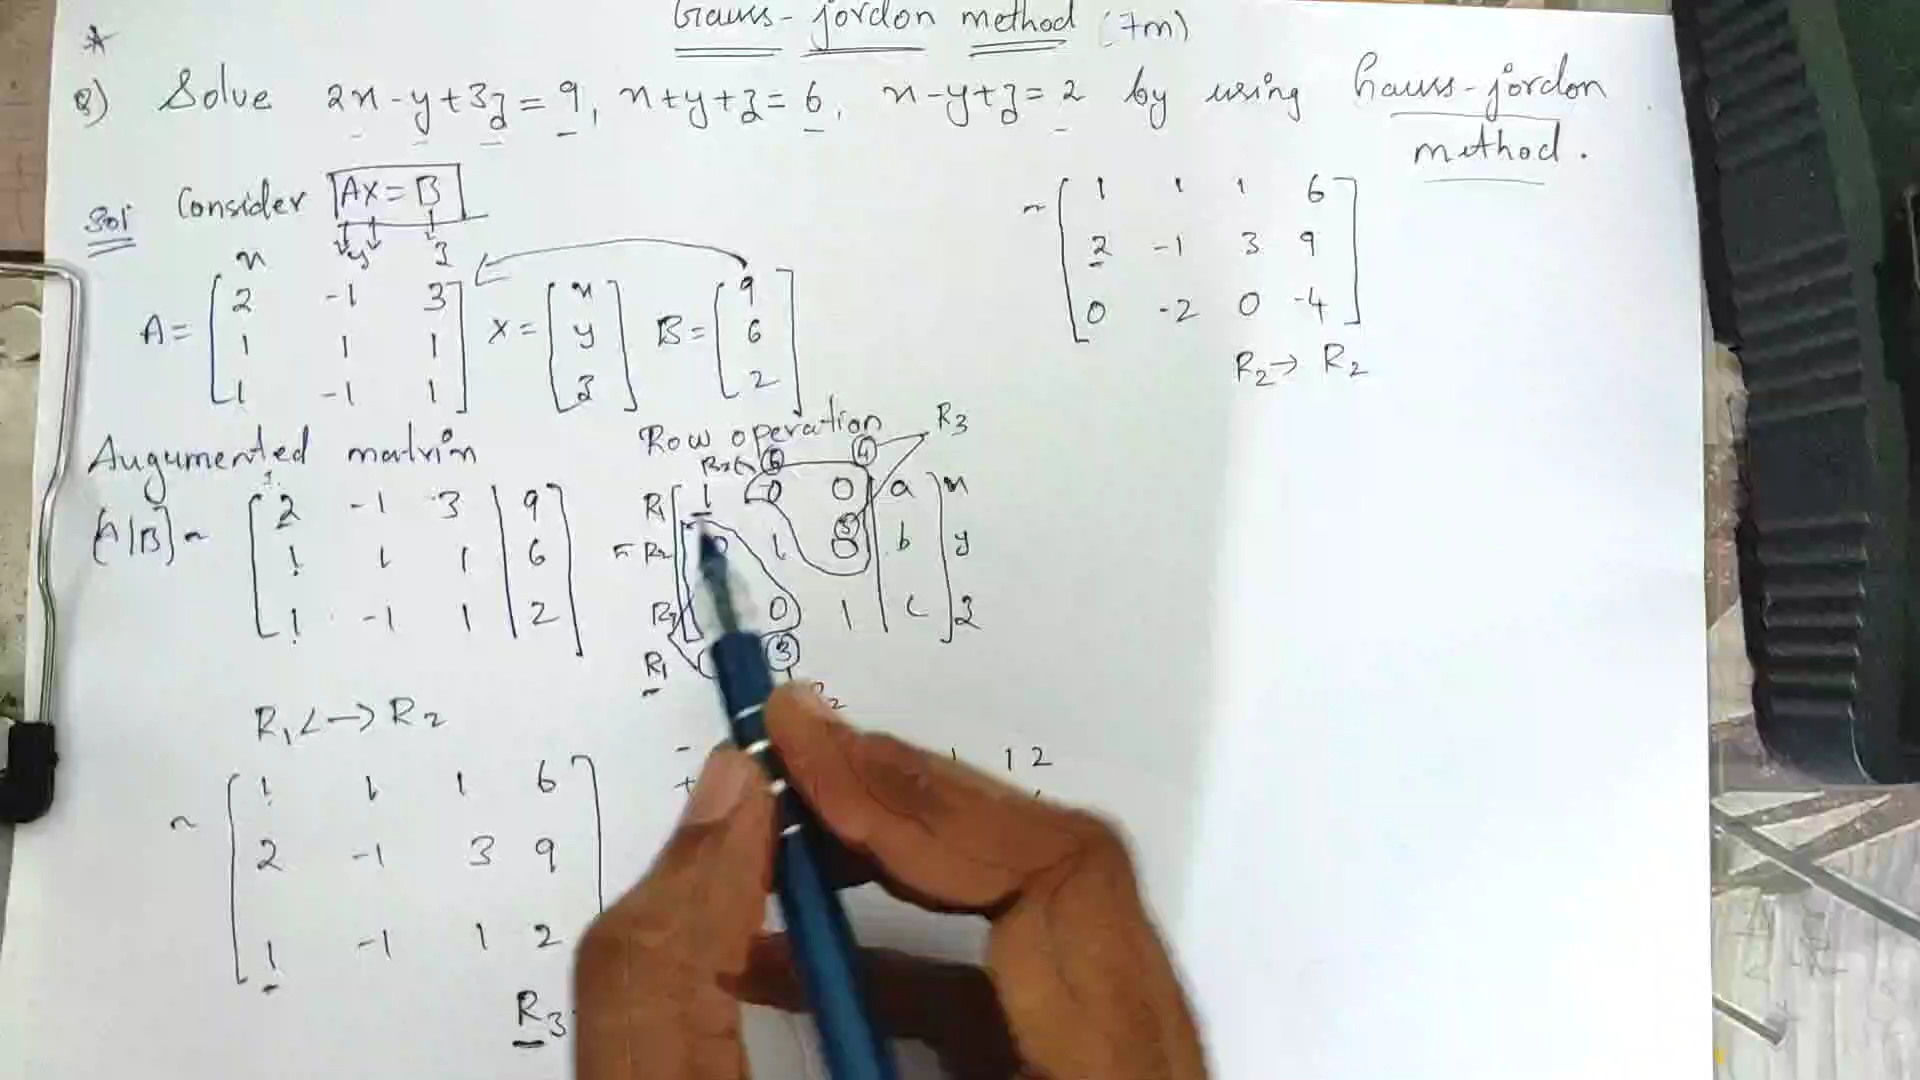 Gauss-jordon method (7m)
Q) Solve 2x-y+3z=9, x+y+z=6, x-y+z=2 by using Gauss-jordon method.
Sol Consider AX=B
x y z
A= [2 -1 3
1 1 1
1 -1 1]
X= [x
y
z]
B= [9
6
2]
Augumented matrix
[A|B] ~ [2 -1 3 | 9
1 1 1 | 6
1 -1 1 | 2]
R1 <-> R2
~ [1 1 1 6
2 -1 3 9
1 -1 1 2]
R3
Row operation
R3
R1 [1 0 0 | a] x
R2 1 0 | b y
0 1 | c z
R1 3
1 2
~ [1 1 1 6
2 -1 3 9
0 -2 0 -4]
R2 → R2